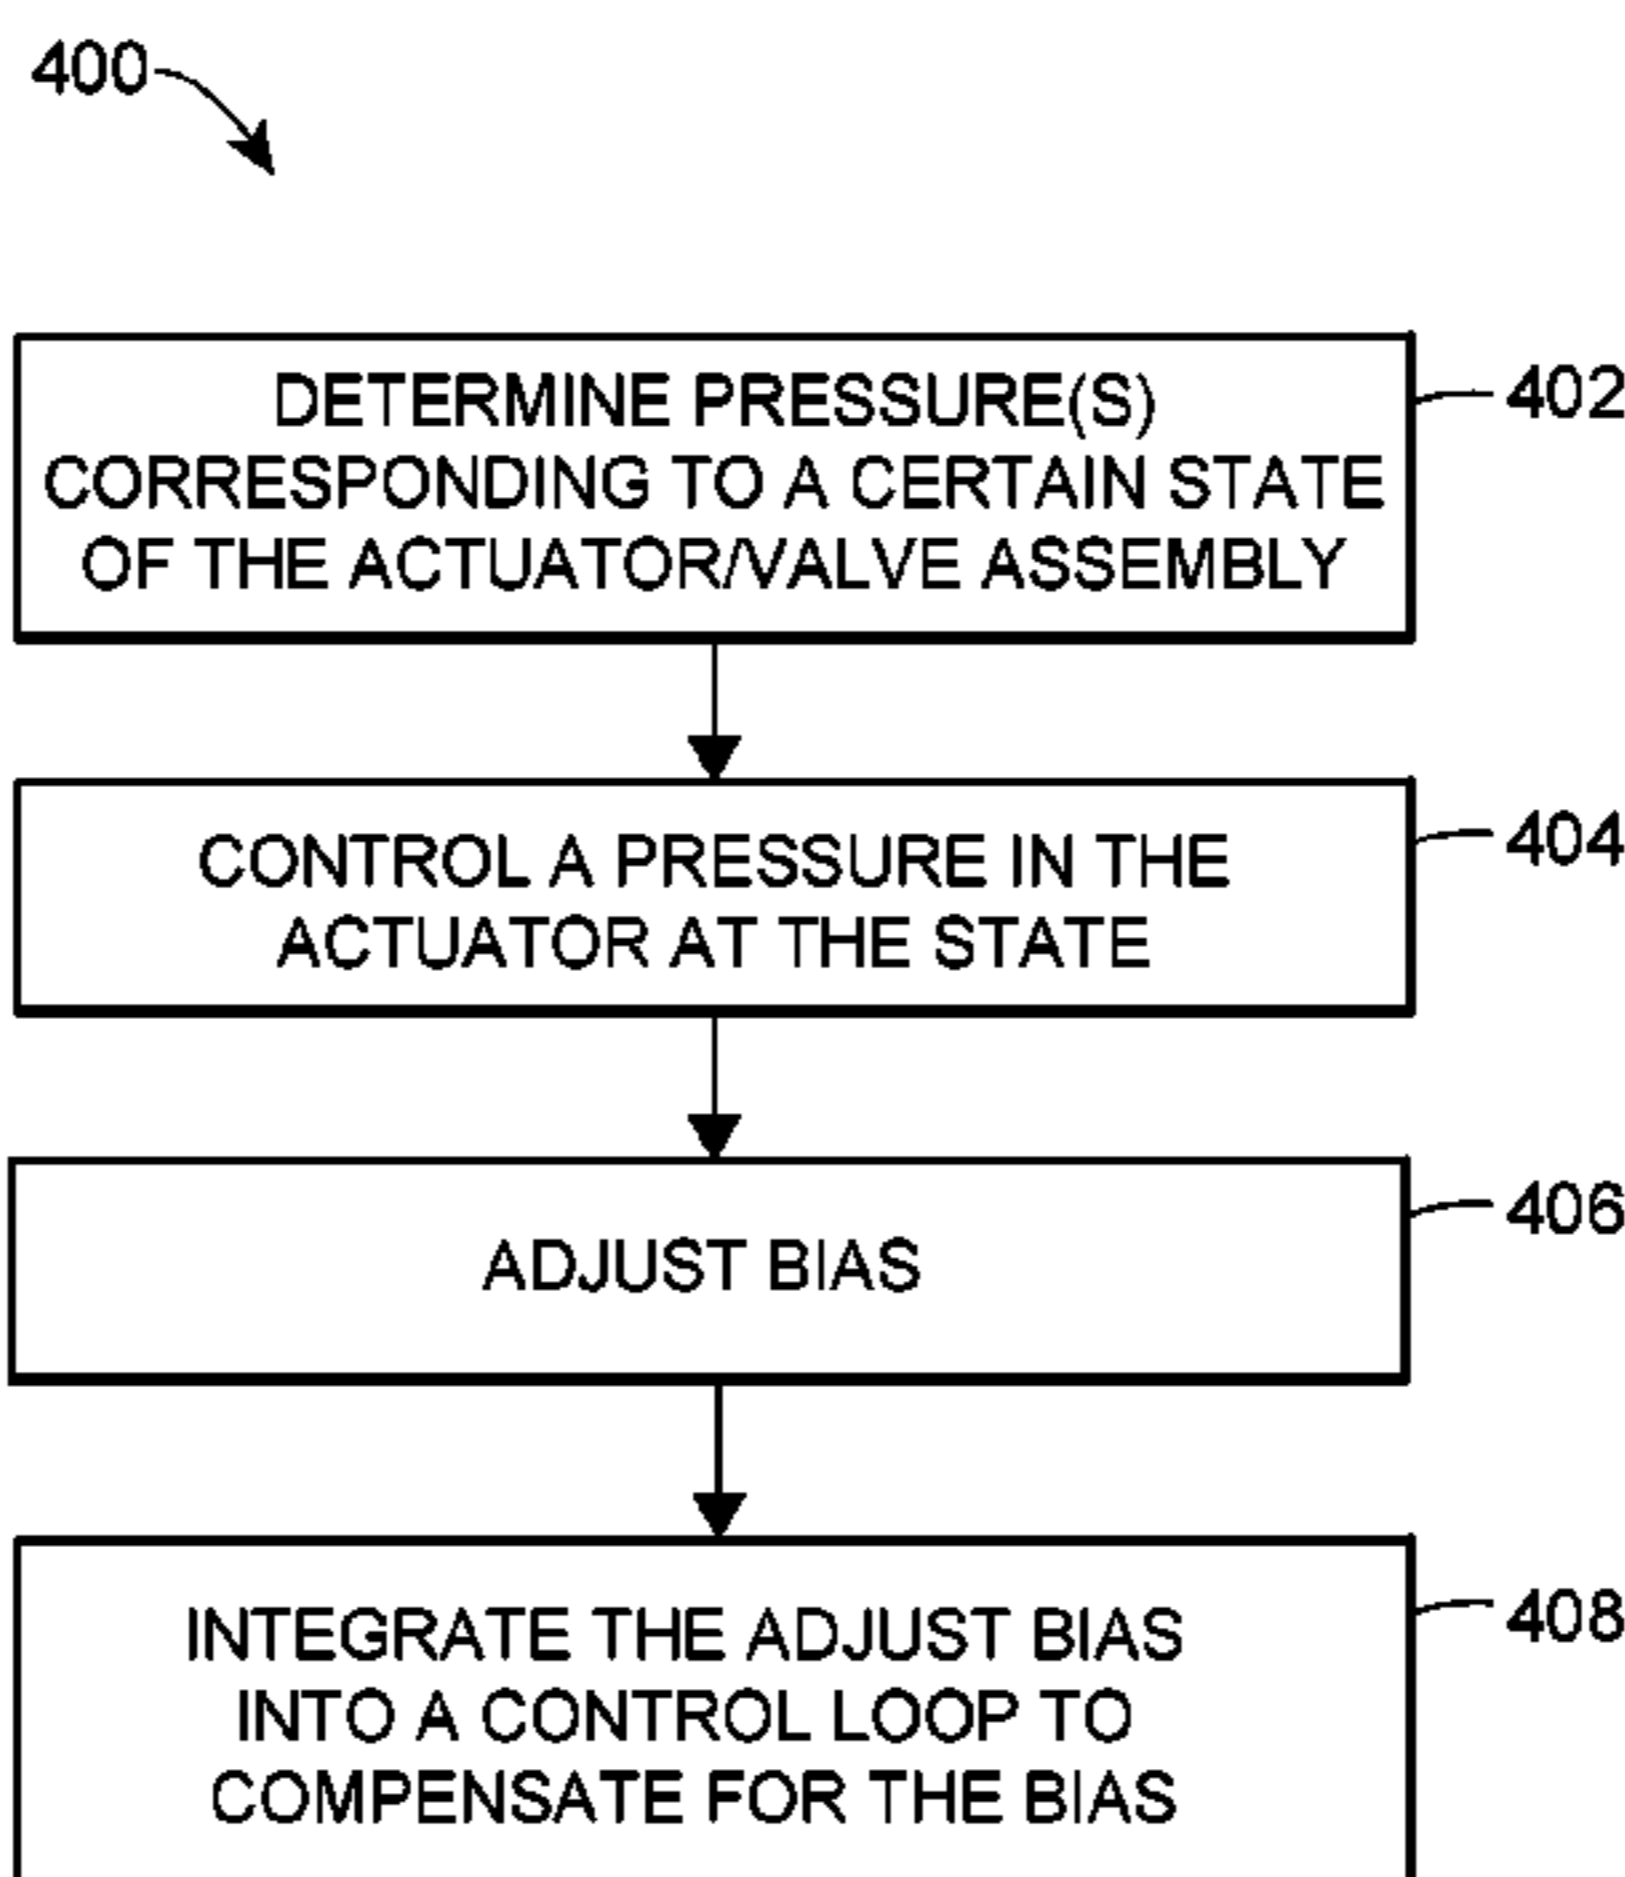 400
DETERMINE PRESSURE(S)
402
CORRESPONDING TO A CERTAIN STATE
OF THE ACTUATOR/VALVE ASSEMBLY
CONTROL A PRESSURE IN THE
404
ACTUATOR AT THE STATE
406
ADJUST BIAS
INTEGRATE THE ADJUST BIAS
408
INTO A CONTROL LOOP TO
COMPENSATE FOR THE BIAS